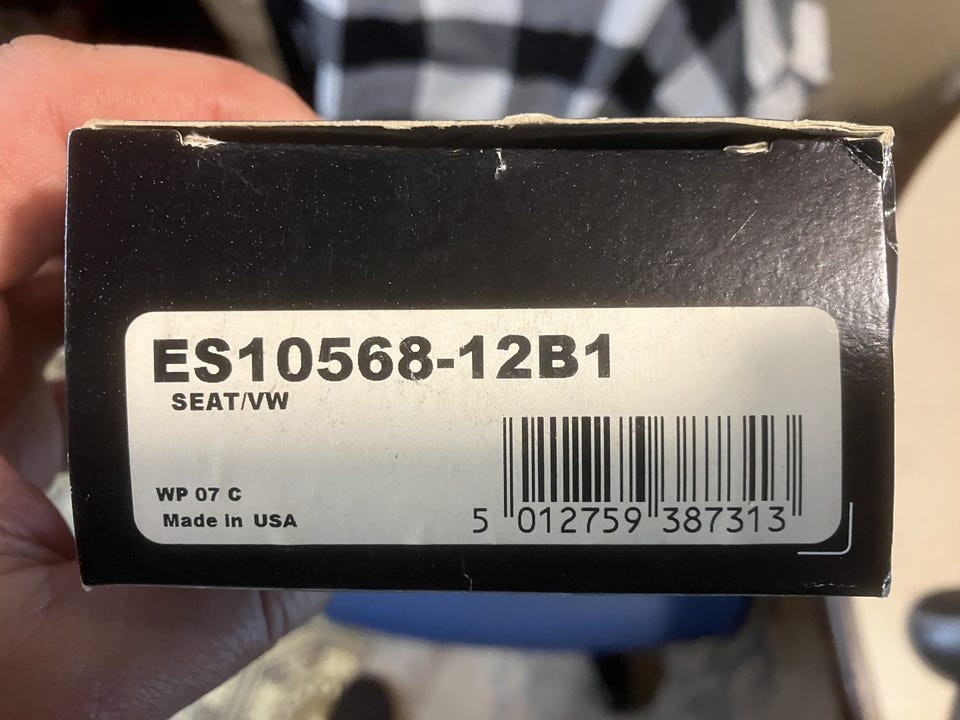 ES10568-12B1
SEAT/VW
WP 07 C
Made in USA
5 012759 387313